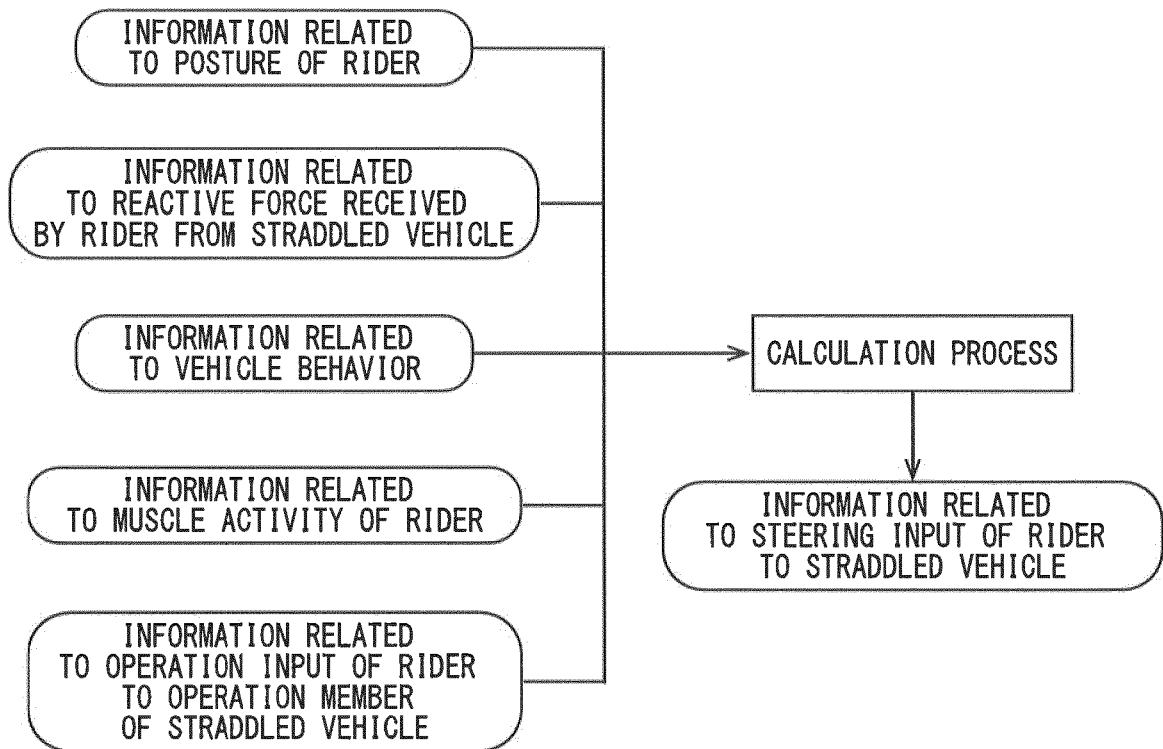 INFORMATION RELATED
TO POSTURE OF RIDER
INFORMATION RELATED
TO REACTIVE FORCE RECEIVED
BY RIDER FROM STRADDLED VEHICLE
INFORMATION RELATED
TO VEHICLE BEHAVIOR
INFORMATION RELATED
TO MUSCLE ACTIVITY OF RIDER
INFORMATION RELATED
TO OPERATION INPUT OF RIDER
TO OPERATION MEMBER
OF STRADDLED VEHICLE
CALCULATION PROCESS
INFORMATION RELATED
TO STEERING INPUT OF RIDER
TO STRADDLED VEHICLE